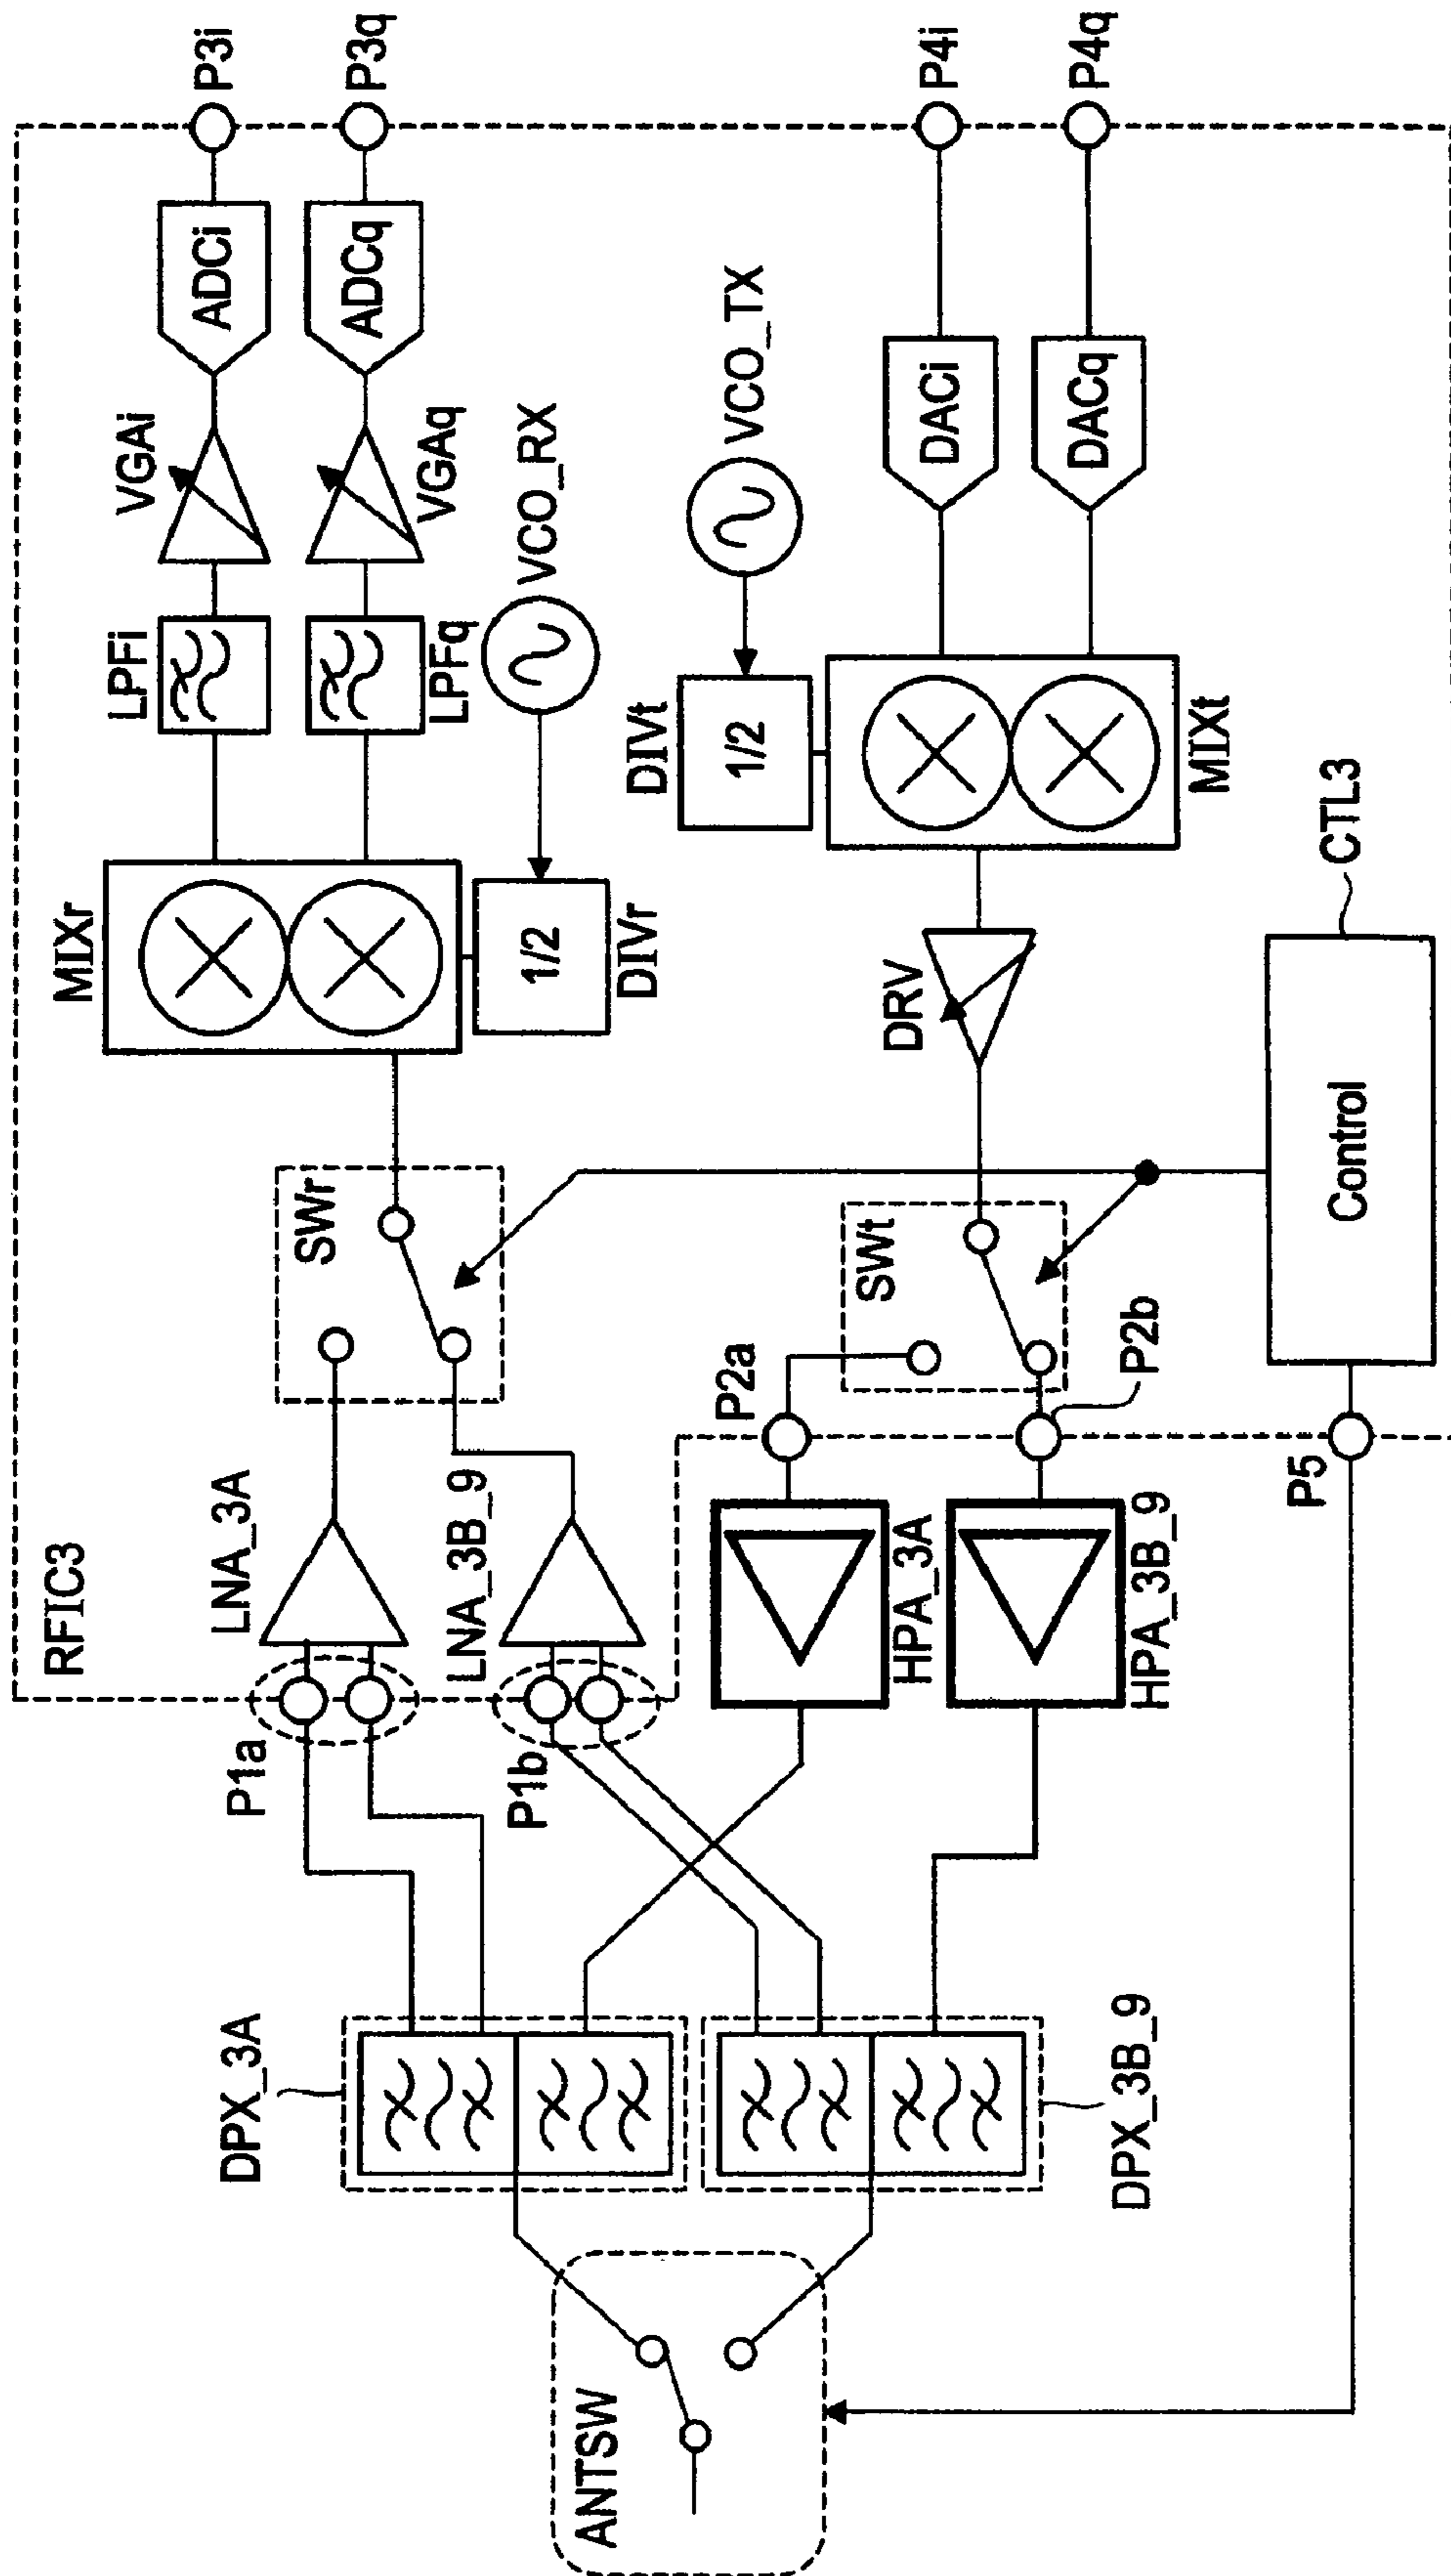 RFIC3
P1a
LNA_3A
SWr
MIXr
LPFi
VGAi
ADCi
P3i
P1b
LNA_3B_9
1/2
DIVr
LPFq
VGAq
ADCq
P3q
VCO_RX
DPX_3A
ANTSW
DPX_3B_9
P2a
HPA_3A
SWt
DRV
DIVt
1/2
VCO_TX
MIXt
DACi
P4i
DACq
P4q
HPA_3B_9
P2b
P5
Control
CTL3